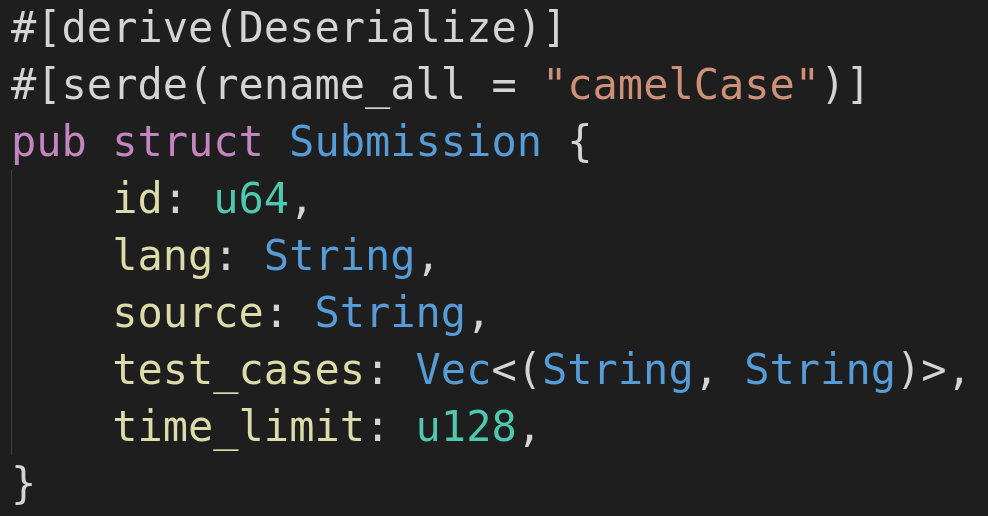 #[derive(Deserialize)]
#[serde(rename_all = "camelCase")]
pub struct Submission {
    id: u64,
    lang: String,
    source: String,
    test_cases: Vec<(String, String)>,
    time_limit: u128,
}